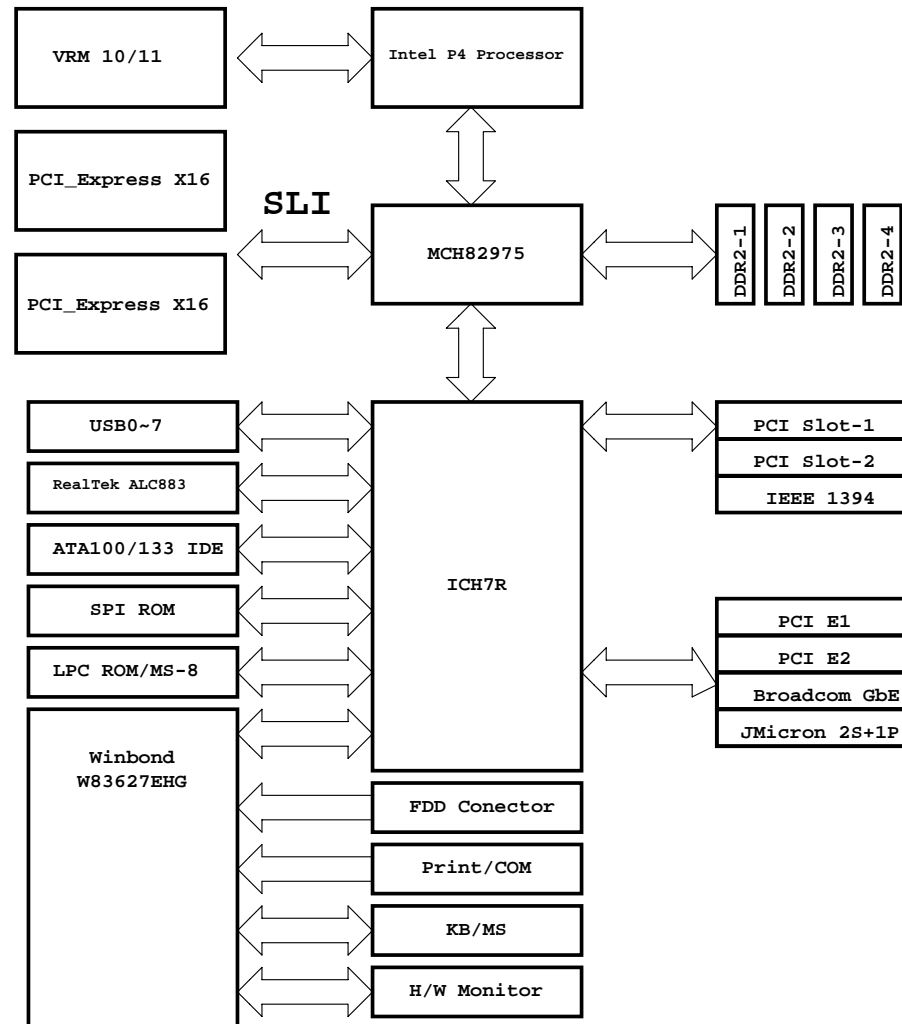 VRM 10/11
Intel P4 Processor
PCI_Express X16
SLI
MCH82975
DDR2-1
DDR2-2
DDR2-3
DDR2-4
PCI_Express X16
USB0~7
PCI Slot-1
PCI Slot-2
RealTek ALC883
IEEE 1394
ATA100/133 IDE
ICH7R
SPI ROM
PCI E1
LPC ROM/MS-8
PCI E2
Broadcom GbE
JMicron 2S+1P
Winbond
W83627EHG
FDD Conector
Print/COM
KB/MS
H/W Monitor